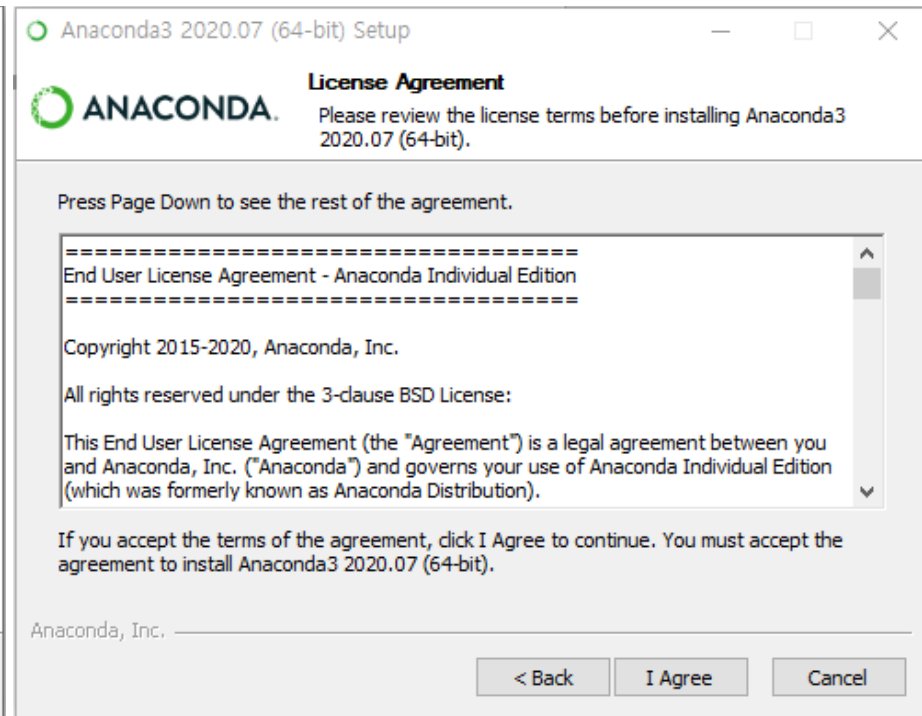 Anaconda3 2020.07 (64-bit) Setup
ANACONDA.
License Agreement
Please review the license terms before installing Anaconda3
2020.07 (64-bit).
Press Page Down to see the rest of the agreement.
===================================
End User License Agreement - Anaconda Individual Edition
===================================
Copyright 2015-2020, Anaconda, Inc.
All rights reserved under the 3-clause BSD License:
This End User License Agreement (the "Agreement") is a legal agreement between you
and Anaconda, Inc. ("Anaconda") and governs your use of Anaconda Individual Edition
(which was formerly known as Anaconda Distribution).
If you accept the terms of the agreement, click I Agree to continue. You must accept the
agreement to install Anaconda3 2020.07 (64-bit).
Anaconda, Inc.
< Back I Agree Cancel